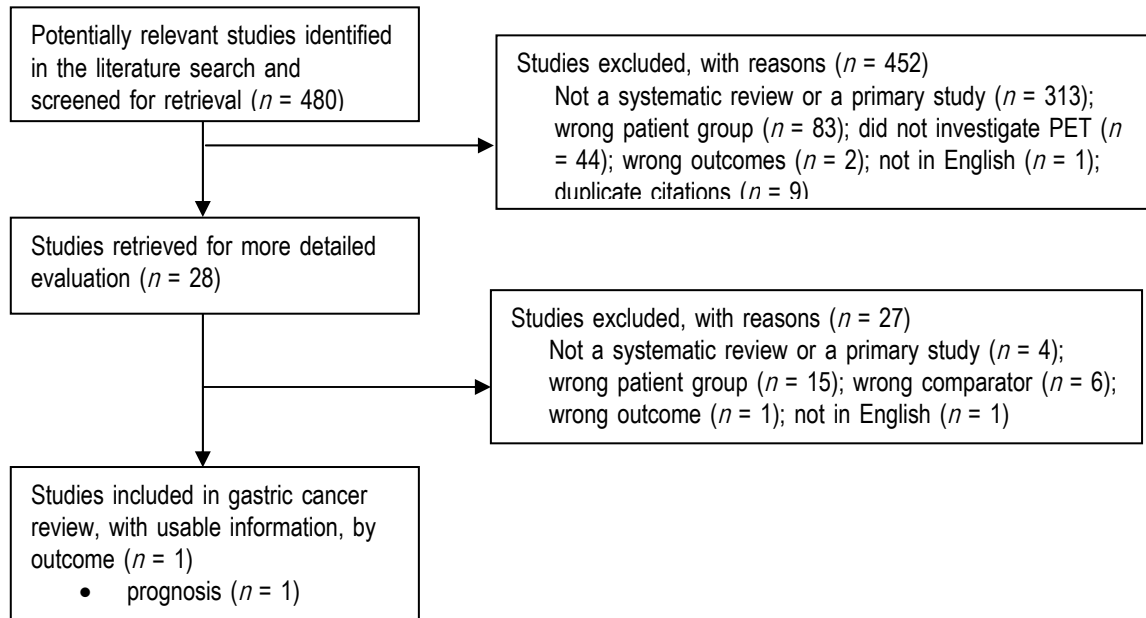 Potentially relevant studies identified
in the literature search and
screened for retrieval (n = 480)
Studies excluded, with reasons (n = 452)
Not a systematic review or a primary study (n = 313);
wrong patient group (n = 83); did not investigate PET (n
= 44); wrong outcomes (n = 2); not in English (n = 1);
duplicate citations (n = 9)
Studies retrieved for more detailed
evaluation (n = 28)
Studies excluded, with reasons (n = 27)
Not a systematic review or a primary study (n = 4);
wrong patient group (n = 15); wrong comparator (n = 6);
wrong outcome (n = 1); not in English (n = 1)
Studies included in gastric cancer
review, with usable information, by
outcome (n = 1)
• prognosis (n = 1)